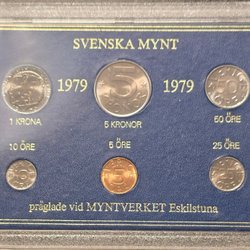 SVENSKA MYNT
1979 1979
1 KRONA 5 KRONOR 50 ÖRE
10 ÖRE 5 ÖRE 25 ÖRE
präglade vid MYNTVERKET Eskilstuna